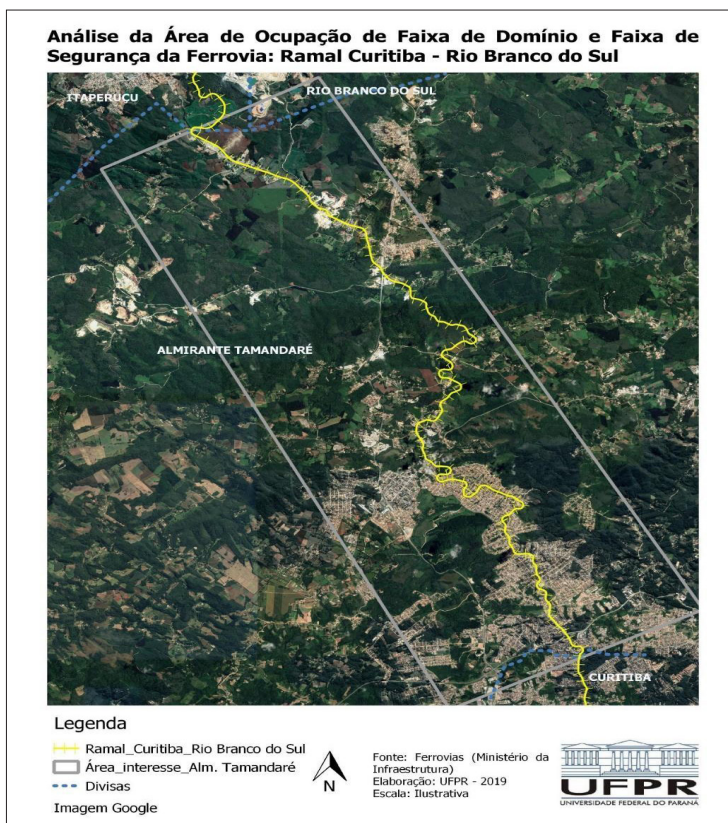 Análise da Área de Ocupação de Faixa de Domínio e Faixa de
Segurança da Ferrovia: Ramal Curitiba - Rio Branco do Sul
ITAPERUÇU
RIO BRANCO DO SUL
ALMIRANTE TAMANDARÉ
CURITIBA
Legenda
Ramal_Curitiba_Rio Branco do Sul
Área_interesse_Alm. Tamandaré
Divisas
Imagem Google
N
Fonte: Ferrovias (Ministério da
Infraestrutura)
Elaboração: UFPR - 2019
Escala: Ilustrativa
UFPR
UNIVERSIDADE FEDERAL DO PARANÁ